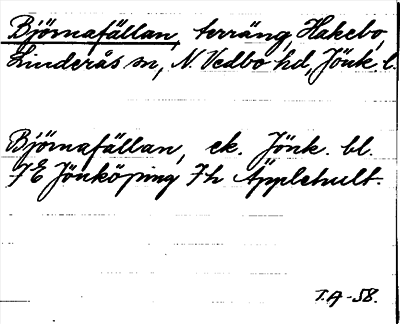 Björnafällan, terräng, Hakebo,
Linderås sn, N. Vedbo hd, Jönk. l.
Björnafällan, ek. Jönk. bl.
7E Jönköping 7h Äpplehult.
T.A -58.